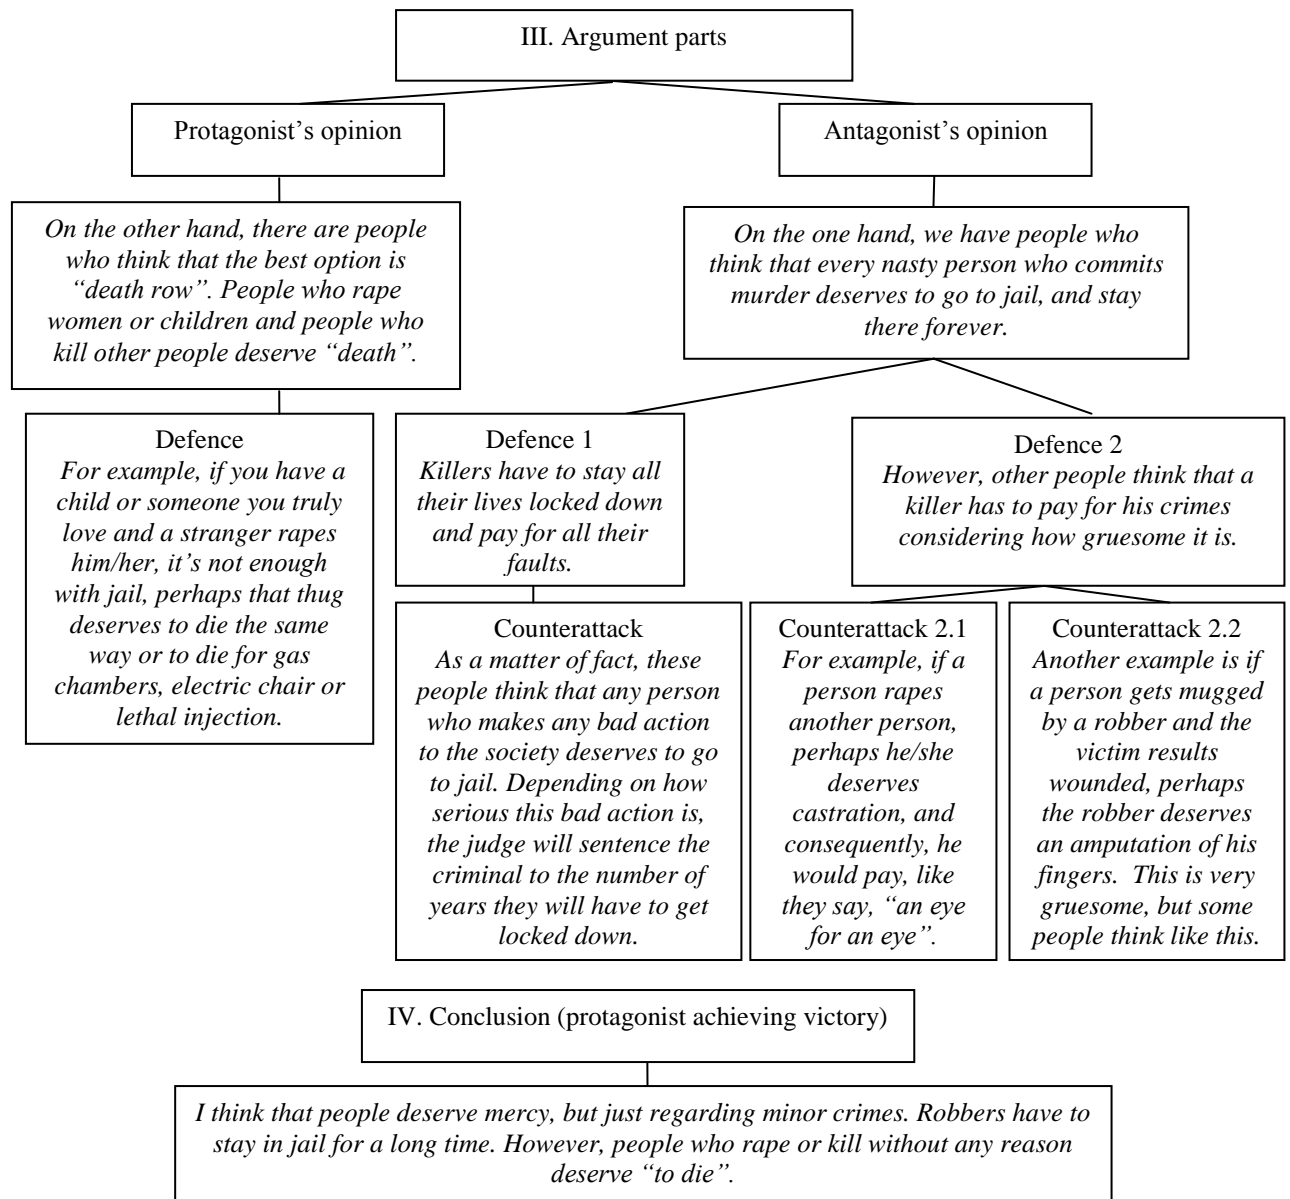 III. Argument parts
Protagonist’s opinion
Antagonist’s opinion
On the other hand, there are people
who think that the best option is
“death row”. People who rape
women or children and people who
kill other people deserve “death”.
On the one hand, we have people who
think that every nasty person who commits
murder deserves to go to jail, and stay
there forever.
Defence
For example, if you have a
child or someone you truly
love and a stranger rapes
him/her, it’s not enough
with jail, perhaps that thug
deserves to die the same
way or to die for gas
chambers, electric chair or
lethal injection.
Defence 1
Killers have to stay all
their lives locked down
and pay for all their
faults.
Defence 2
However, other people think that a
killer has to pay for his crimes
considering how gruesome it is.
Counterattack
As a matter of fact, these
people think that any person
who makes any bad action
to the society deserves to go
to jail. Depending on how
serious this bad action is,
the judge will sentence the
criminal to the number of
years they will have to get
locked down.
Counterattack 2.1
For example, if a
person rapes
another person,
perhaps he/she
deserves
castration, and
consequently, he
would pay, like
they say, “an eye
for an eye”.
Counterattack 2.2
Another example is if
a person gets mugged
by a robber and the
victim results
wounded, perhaps
the robber deserves
an amputation of his
fingers.  This is very
gruesome, but some
people think like this.
IV. Conclusion (protagonist achieving victory)
I think that people deserve mercy, but just regarding minor crimes. Robbers have to
stay in jail for a long time. However, people who rape or kill without any reason
deserve “to die”.